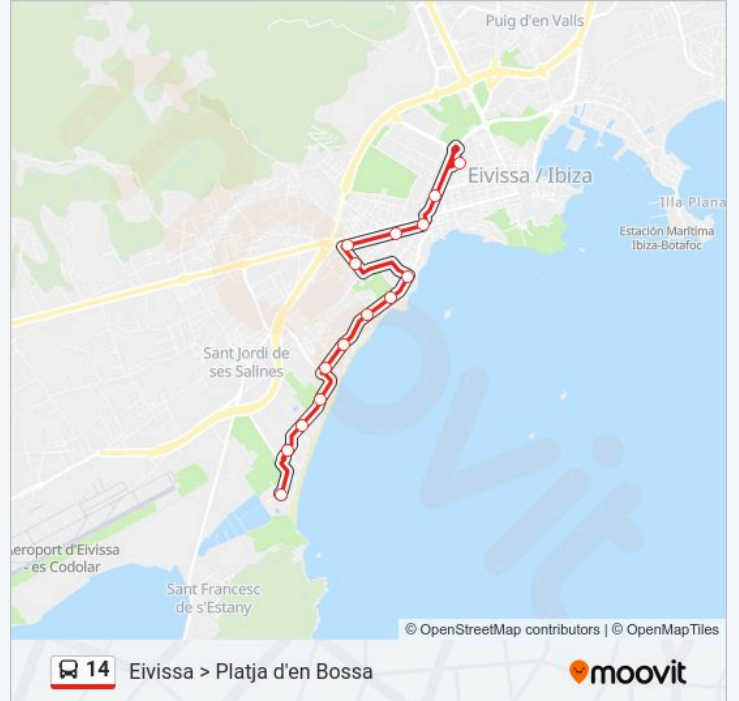 Puig d'en Valls
Eivissa / Ibiza
Illa Plana
Estación Marítima
Ibiza-Botafoc
Sant Jordi de
ses Salines
Aeroport d'Eivissa
- es Codolar
Sant Francesc
de s'Estany
moovit
© OpenStreetMap contributors | © OpenMapTiles
14 Eivissa > Platja d'en Bossa
moovit